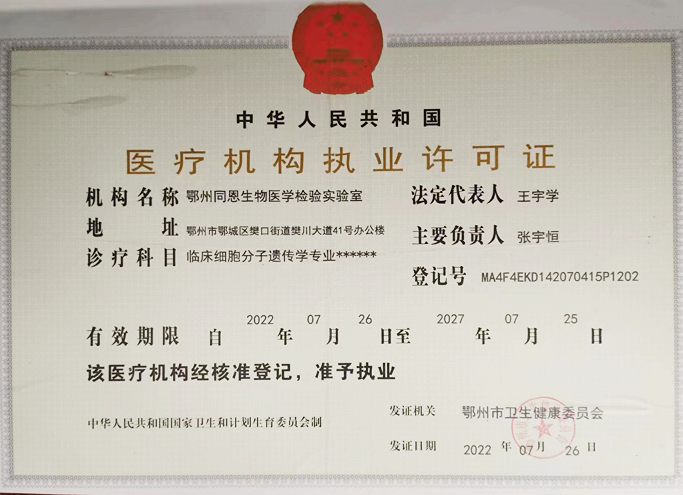 中华人民共和国
医疗机构执业许可证
机构名称 鄂州同恩生物医学检验实验室 法定代表人 王宇学
地址 鄂州市鄂城区樊口街道樊川大道41号办公楼 主要负责人 张宇恒
诊疗科目 临床细胞分子遗传学专业******
登记号 MA4F4EKD142070415P1202
有效期限 自 2022 年 07 月 26 日至 2027 年 07 月 25 日
该医疗机构经核准登记，准予执业
中华人民共和国国家卫生和计划生育委员会制
发证机关 鄂州市卫生健康委员会
发证日期 2022 年 07 月 26 日